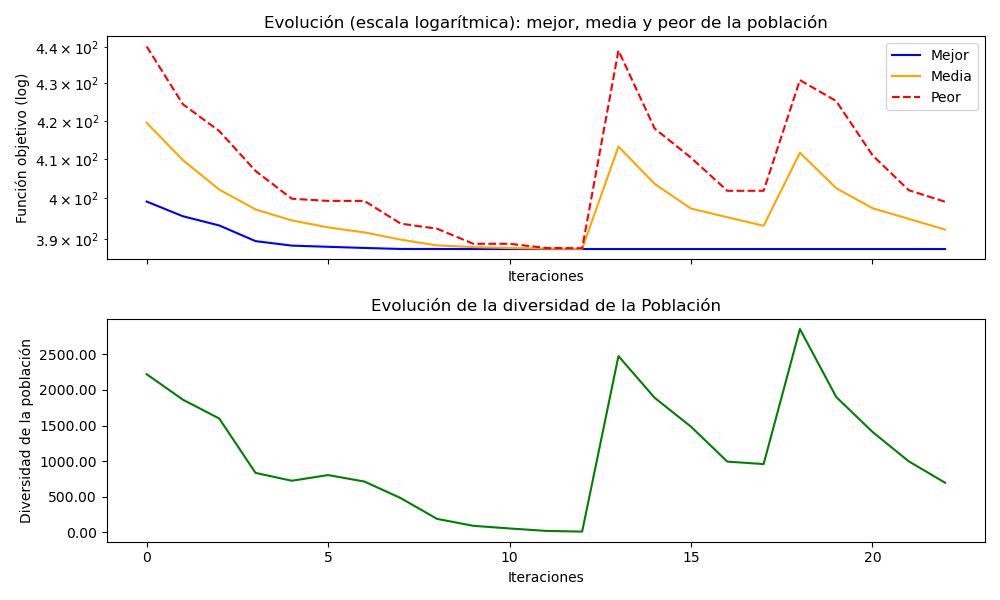 Evolución (escala logarítmica): mejor, media y peor de la población
4.4 × 10²
4.3 × 10²
4.2 × 10²
4.1 × 10²
4 × 10²
3.9 × 10²
Función objetivo (log)
Mejor
Media
Peor
Iteraciones
Evolución de la diversidad de la Población
2500.00
2000.00
1500.00
1000.00
500.00
0.00
Diversidad de la población
0 5 10 15 20
Iteraciones